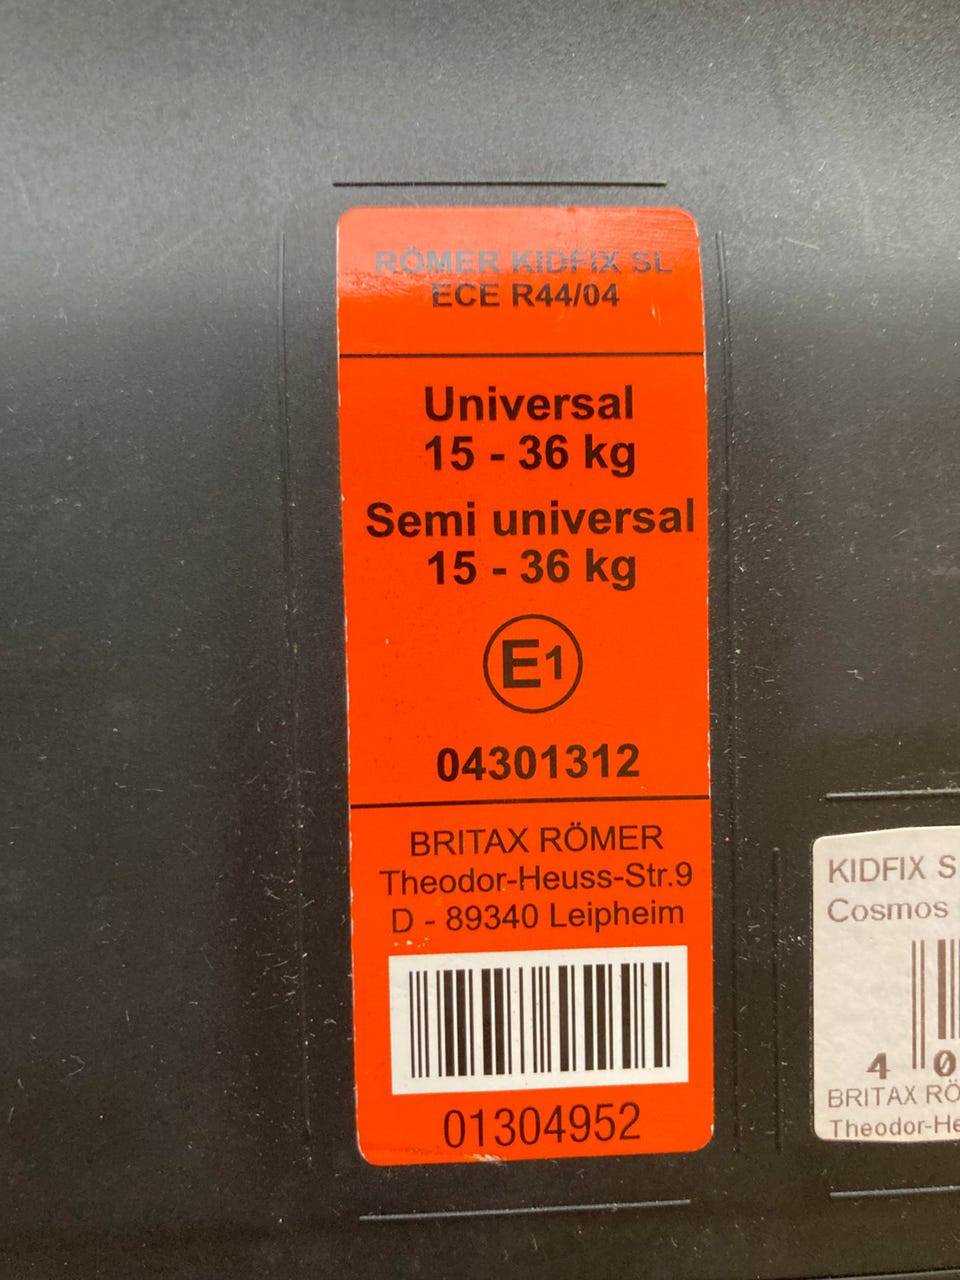 RÖMER KIDFIX SL
ECE R44/04
Universal
15 - 36 kg
Semi universal
15 - 36 kg
E1
04301312
BRITAX RÖMER
Theodor-Heuss-Str.9
D - 89340 Leipheim
01304952
KIDFIX S
Cosmos
4 0
BRITAX RÖ
Theodor-He